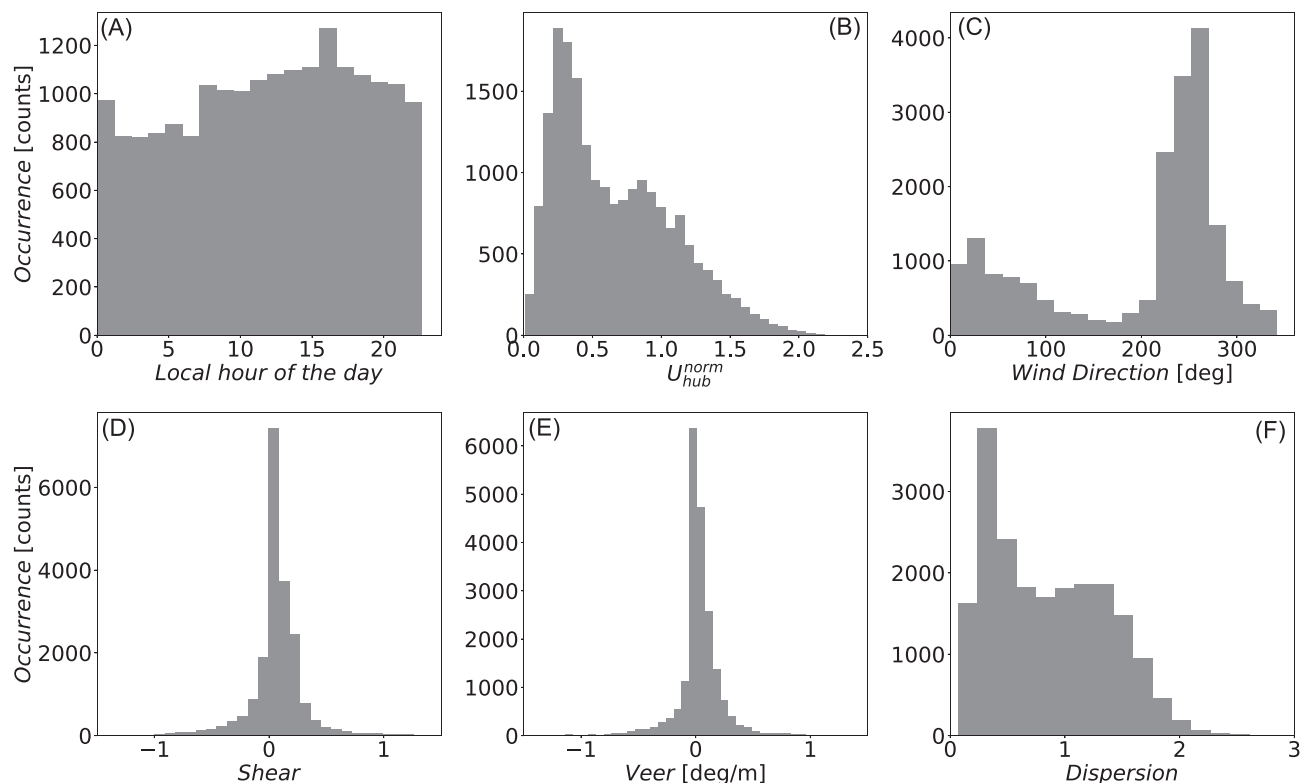 (A)
1200
1000
800
600
400
200
0
Occurrence [counts]
0 5 10 15 20
Local hour of the day
(B)
1500
1000
500
0
0.0 0.5 1.0 1.5 2.0 2.5
U_hub^norm
(C)
4000
3000
2000
1000
0
0 100 200 300
Wind Direction [deg]
(D)
6000
4000
2000
0
Occurrence [counts]
−1 0 1
Shear
(E)
6000
5000
4000
3000
2000
1000
0
−1 0 1
Veer [deg/m]
(F)
3000
2000
1000
0
0 1 2 3
Dispersion